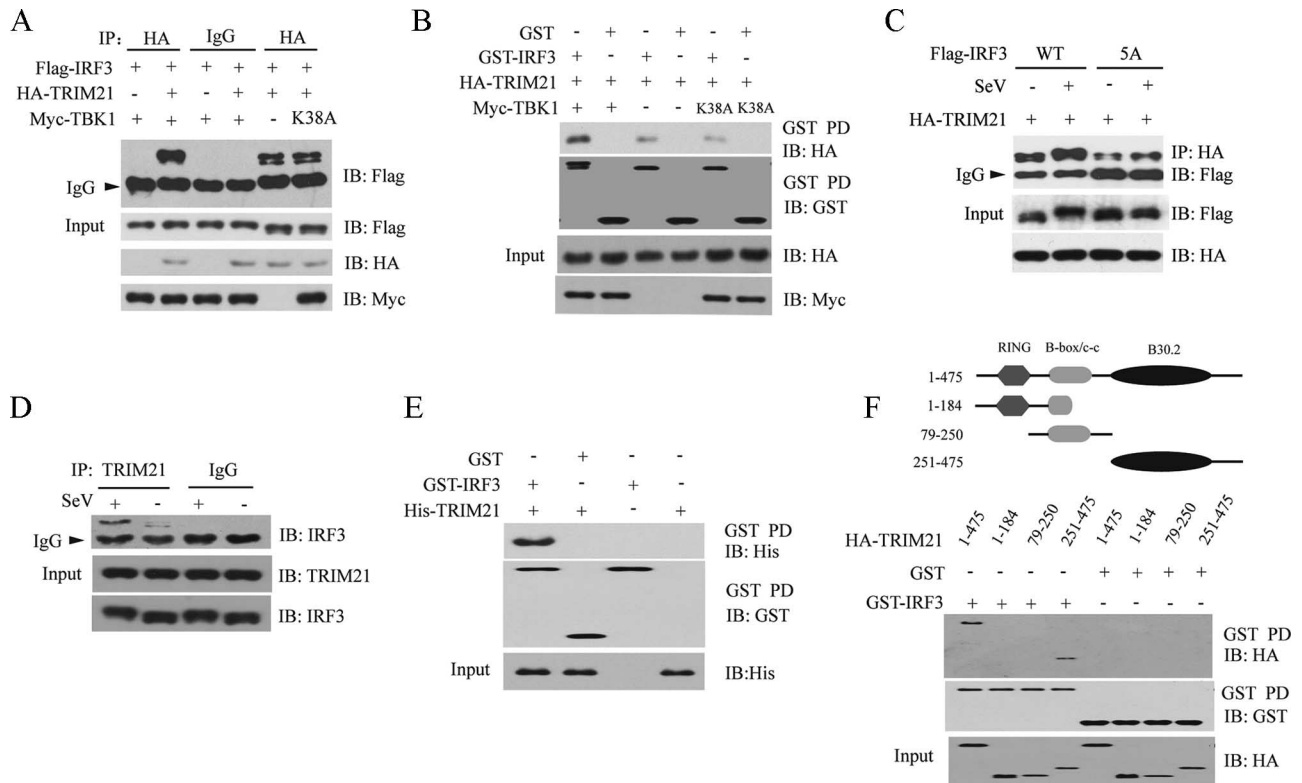 A
IP: HA IgG HA
Flag-IRF3 + + + + + +
HA-TRIM21 - + - + + +
Myc-TBK1 + + + + - K38A
IgG IB: Flag
Input IB: Flag
IB: HA
IB: Myc
B
GST - + - + - +
GST-IRF3 + - + - + -
HA-TRIM21 + + + + + +
Myc-TBK1 + + - - K38A K38A
GST PD
IB: HA
GST PD
IB: GST
Input IB: HA
IB: Myc
C
Flag-IRF3 WT 5A
SeV - + - +
HA-TRIM21 + + + +
IP: HA
IgG IB: Flag
Input IB: Flag
IB: HA
D
IP: TRIM21 IgG
SeV + - + -
IgG IB: IRF3
Input IB: TRIM21
IB: IRF3
E
GST - + - -
GST-IRF3 + - + -
His-TRIM21 + + - +
GST PD
IB: His
GST PD
IB: GST
Input IB:His
F
RING B-box/c-c B30.2
1-475
1-184
79-250
251-475
HA-TRIM21 1-475 1-184 79-250 251-475 1-475 1-184 79-250 251-475
GST - - - - + + + +
GST-IRF3 + + + + - - - -
GST PD
IB: HA
GST PD
IB: GST
Input IB: HA